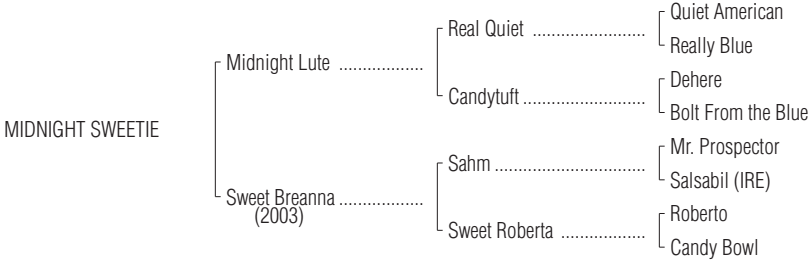 Quiet American
Real Quiet ........................
Really Blue
Midnight Lute ..................
Dehere
Candytuft ..........................
Bolt From the Blue
MIDNIGHT SWEETIE
Mr. Prospector
Sahm ................................
Salsabil (IRE)
Sweet Breanna ..................
(2003)
Roberto
Sweet Roberta ..................
Candy Bowl